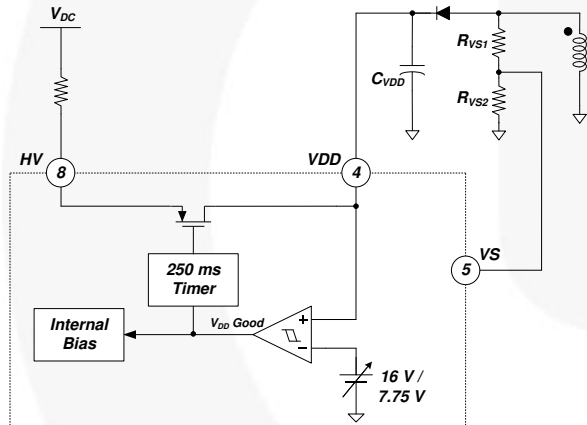 VDC
RVS1
CVDD
RVS2
HV
8
VDD
4
VS
5
250 ms
Timer
Internal
Bias
VDD Good
+
−
16 V /
7.75 V